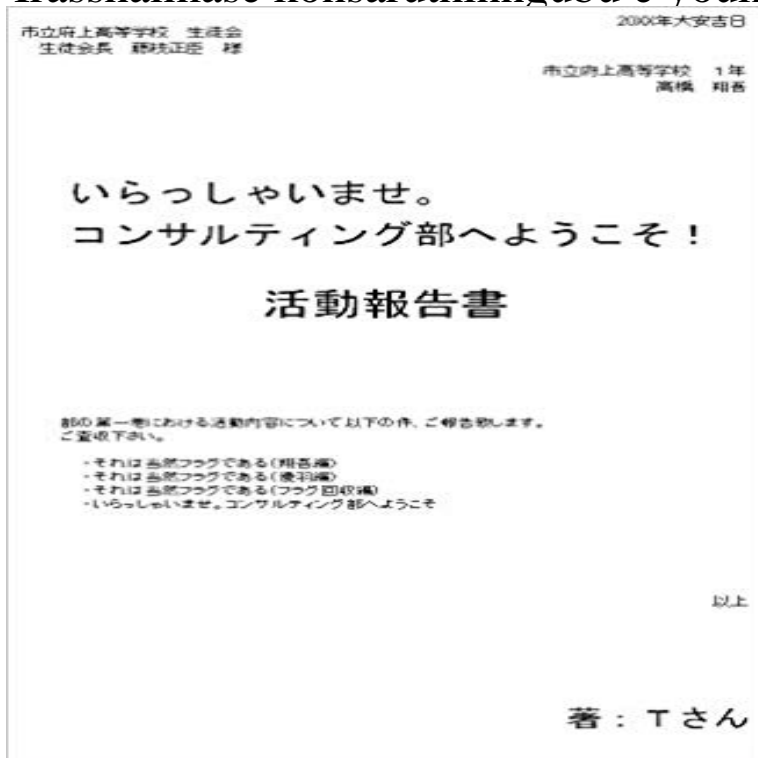 Irasshaimase konsaruthinngubu e youk
20XX年大安吉日
市立府上高等学校 生徒会
生徒会長 藤枝正臣 様
市立府上高等学校 1年
高橋 翔吾
いらっしゃいませ。
コンサルティング部へようこそ!
活動報告書
部の第一巻における活動内容について以下の件、ご報告致します。
ご査収下さい。
・それは当然フラグである(翔吾編)
・それは当然フラグである(優羽編)
・それは当然フラグである(フラグ回収編)
・いらっしゃいませ。コンサルティング部へようこそ
以上
著:Tさん